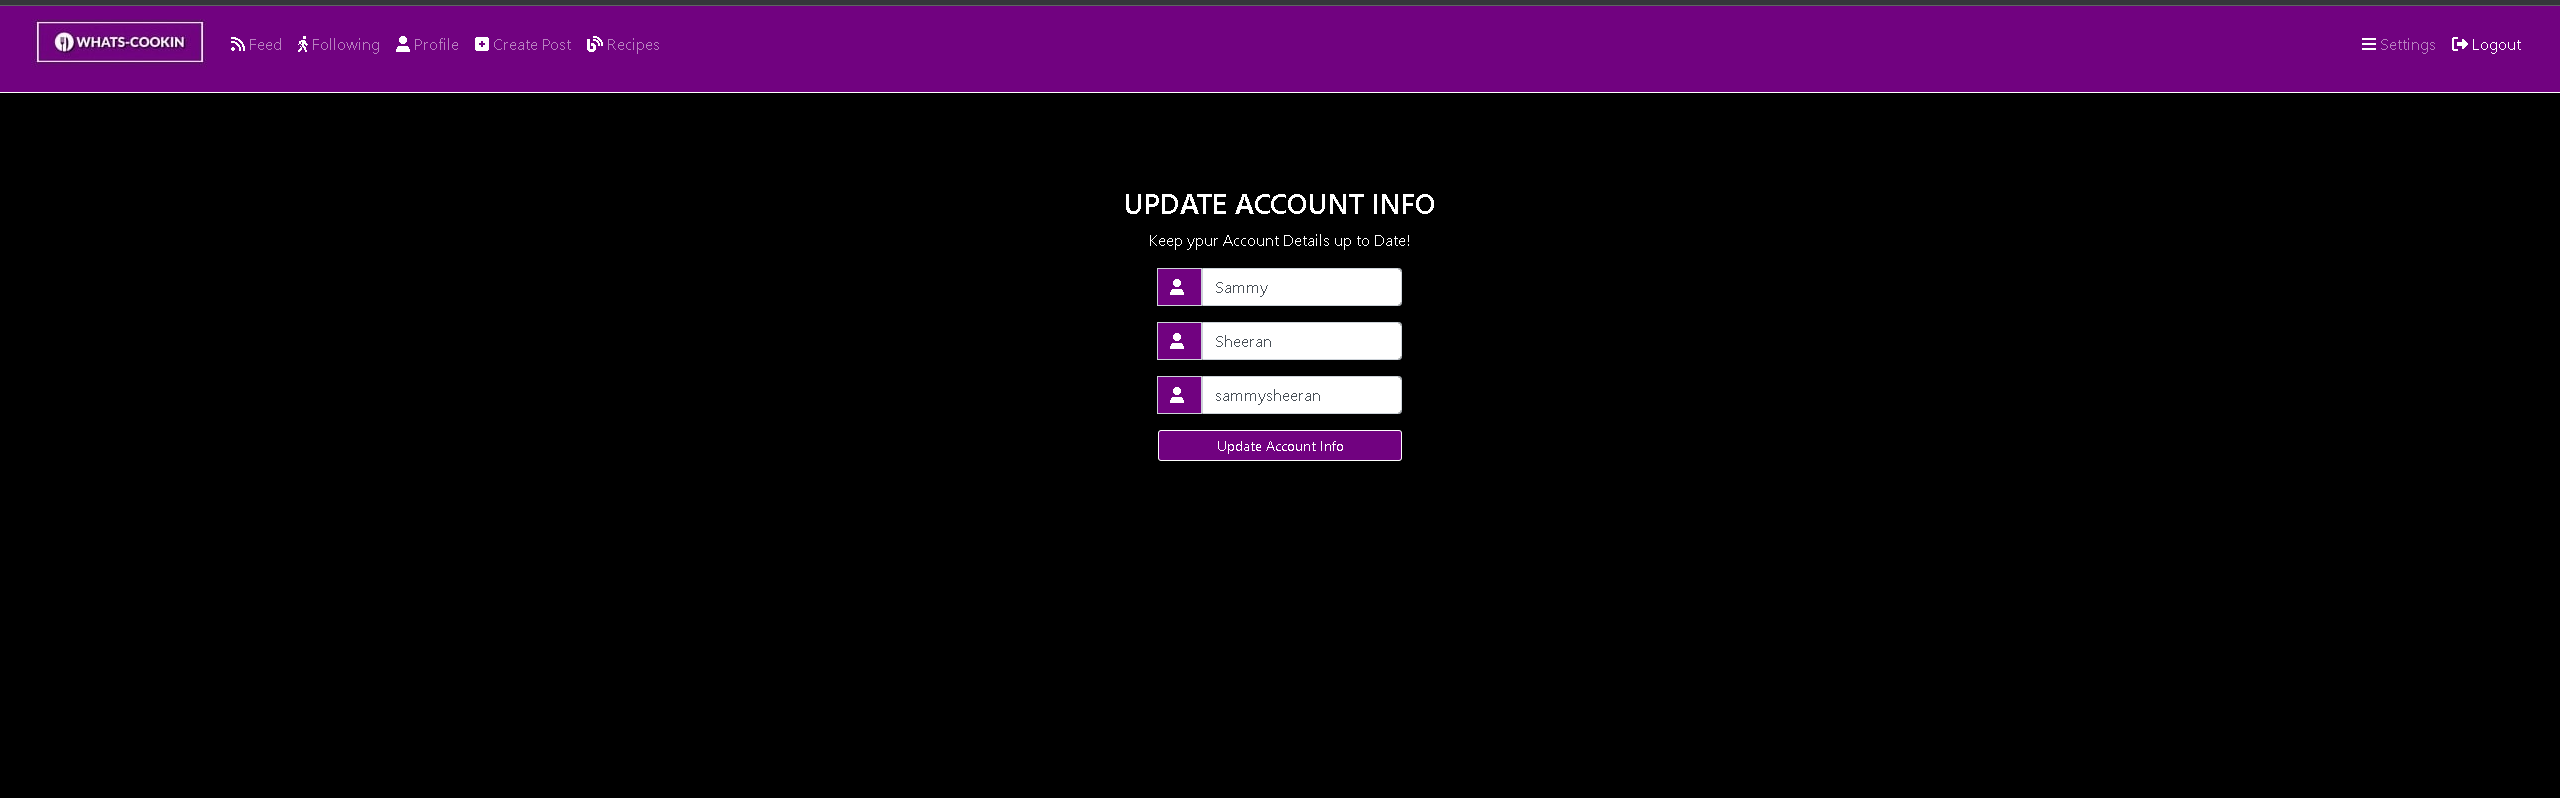 WHATS-COOKIN Feed Following Profile Create Post Recipes Settings Logout
UPDATE ACCOUNT INFO
Keep ypur Account Details up to Date!
Sammy
Sheeran
sammysheeran
Update Account Info